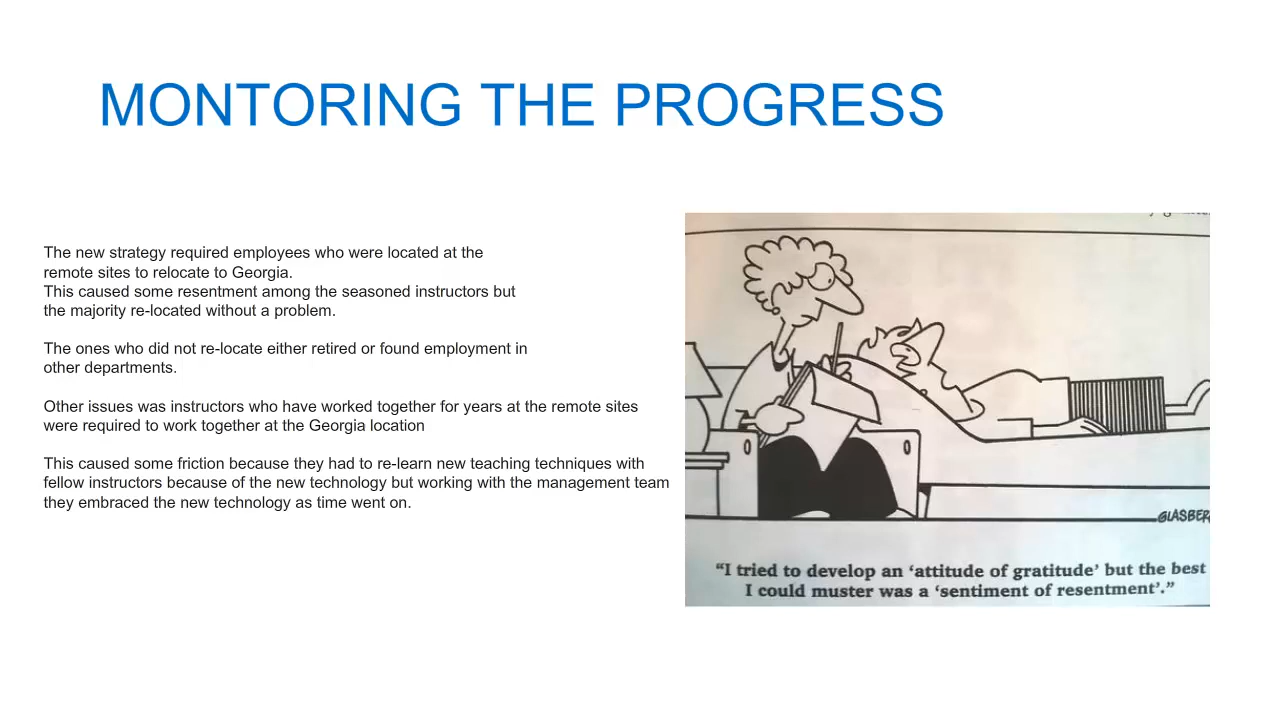 MONTORING THE PROGRESS
The new strategy required employees who were located at the
remote sites to relocate to Georgia.
This caused some resentment among the seasoned instructors but
the majority re-located without a problem.
The ones who did not re-locate either retired or found employment in
other departments.
Other issues was instructors who have worked together for years at the remote sites
were required to work together at the Georgia location
This caused some friction because they had to re-learn new teaching techniques with
fellow instructors because of the new technology but working with the management team
they embraced the new technology as time went on.
GLASBER
“I tried to develop an ‘attitude of gratitude’ but the best
I could muster was a ‘sentiment of resentment’.”